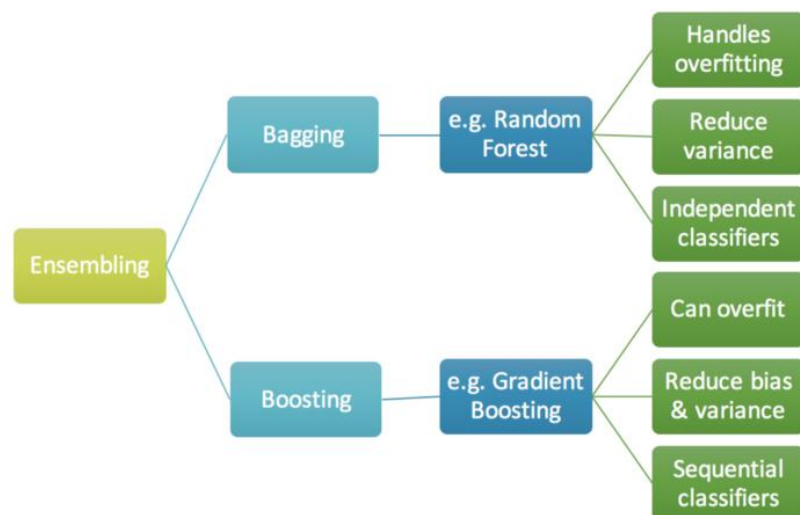 Ensembling
Bagging
e.g. Random
Forest
Handles
overfitting
Reduce
variance
Independent
classifiers
Boosting
e.g. Gradient
Boosting
Can overfit
Reduce bias
& variance
Sequential
classifiers